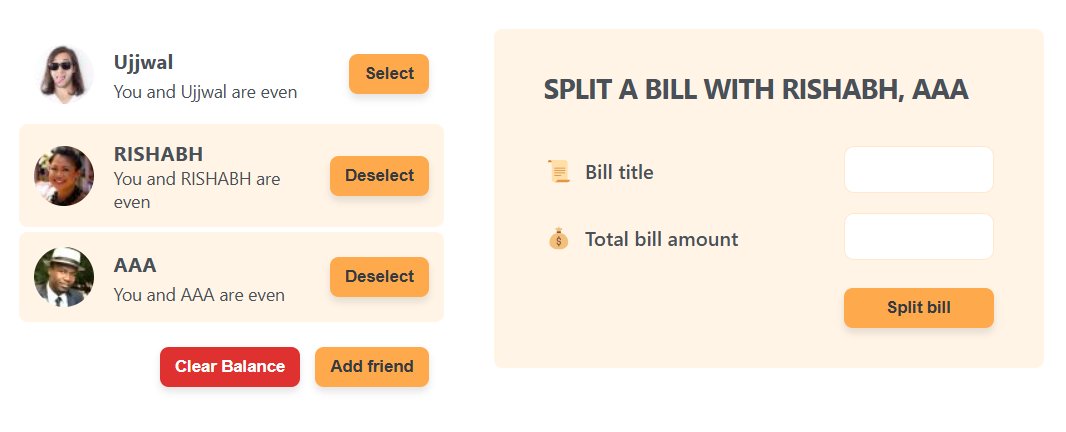 Ujjwal
You and Ujjwal are even
Select
RISHABH
You and RISHABH are
even
Deselect
AAA
You and AAA are even
Deselect
Clear Balance
Add friend
SPLIT A BILL WITH RISHABH, AAA
Bill title
Total bill amount
Split bill